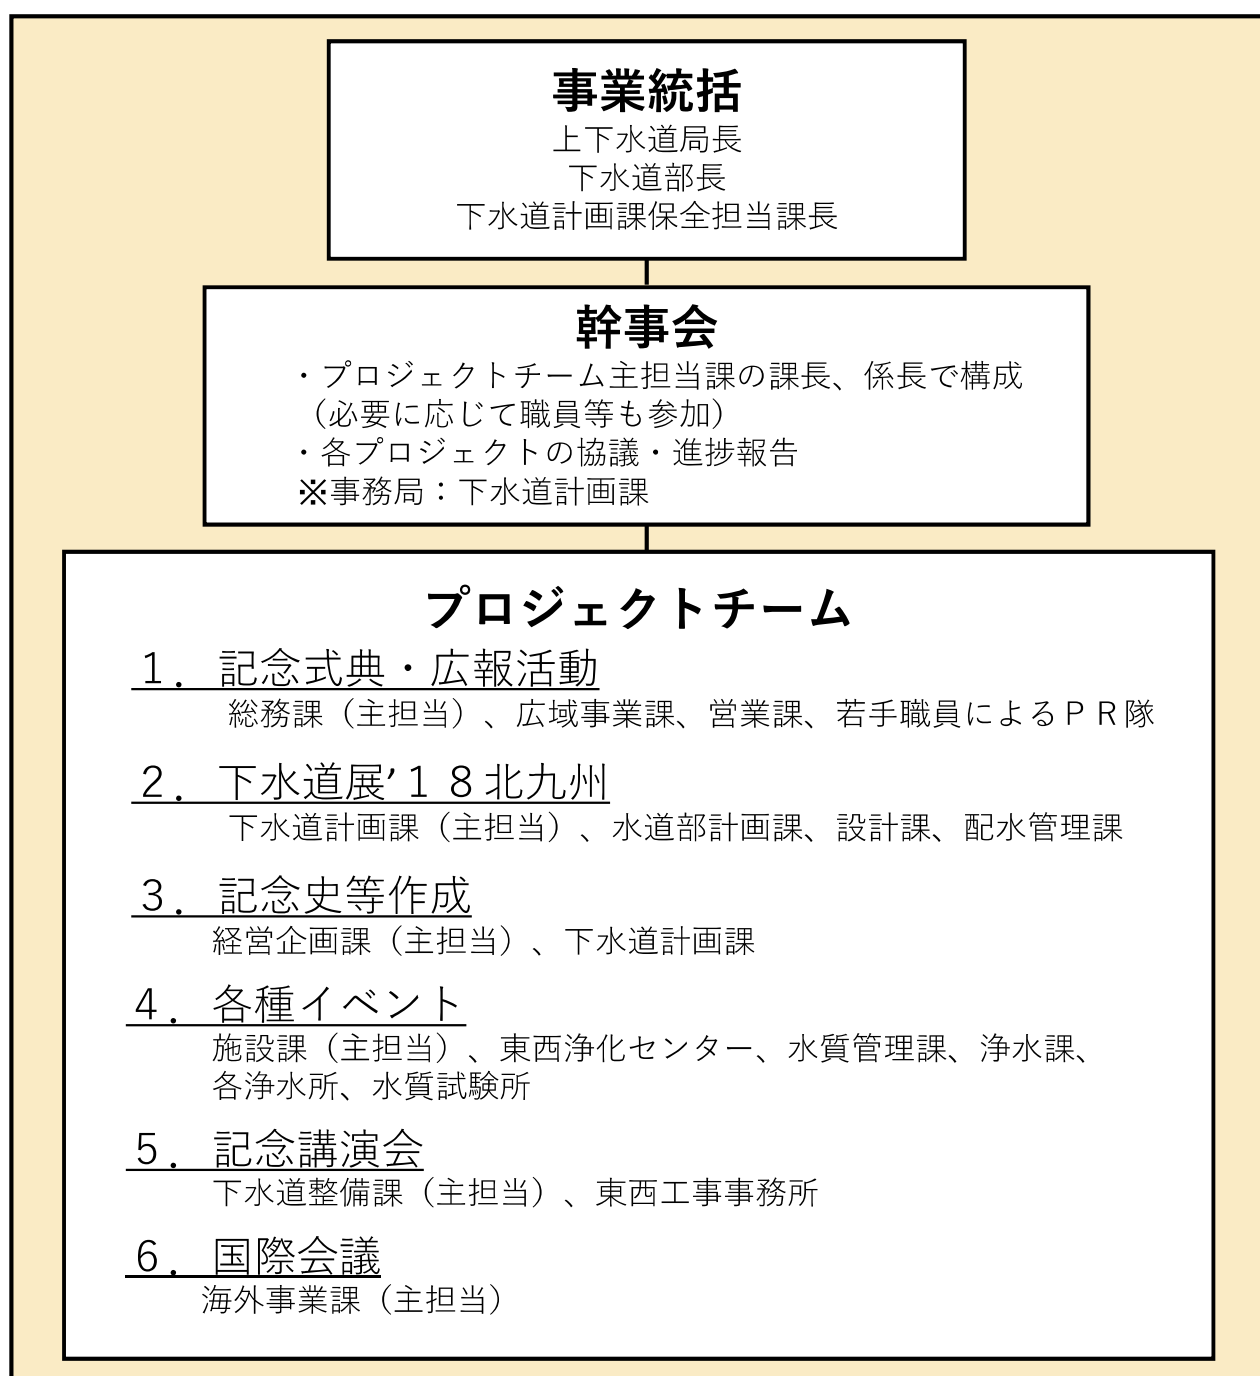 事業統括
上下水道局長
下水道部長
下水道計画課保全担当課長
幹事会
・プロジェクトチーム主担当課の課長、係長で構成
（必要に応じて職員等も参加）
・各プロジェクトの協議・進捗報告
※事務局：下水道計画課
プロジェクトチーム
１．記念式典・広報活動
総務課（主担当）、広域事業課、営業課、若手職員によるＰＲ隊
２．下水道展’１８北九州
下水道計画課（主担当）、水道部計画課、設計課、配水管理課
３．記念史等作成
経営企画課（主担当）、下水道計画課
４．各種イベント
施設課（主担当）、東西浄化センター、水質管理課、浄水課、
各浄水所、水質試験所
５．記念講演会
下水道整備課（主担当）、東西工事事務所
６．国際会議
海外事業課（主担当）